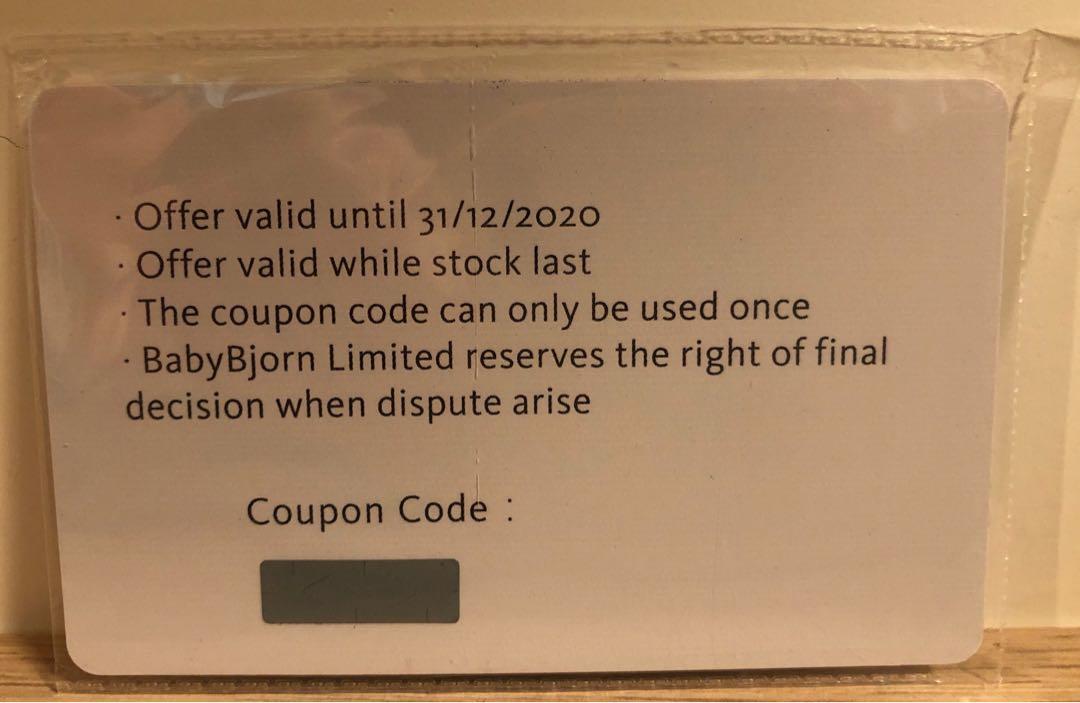 · Offer valid until 31/12/2020
· Offer valid while stock last
· The coupon code can only be used once
· BabyBjorn Limited reserves the right of final
decision when dispute arise
Coupon Code :